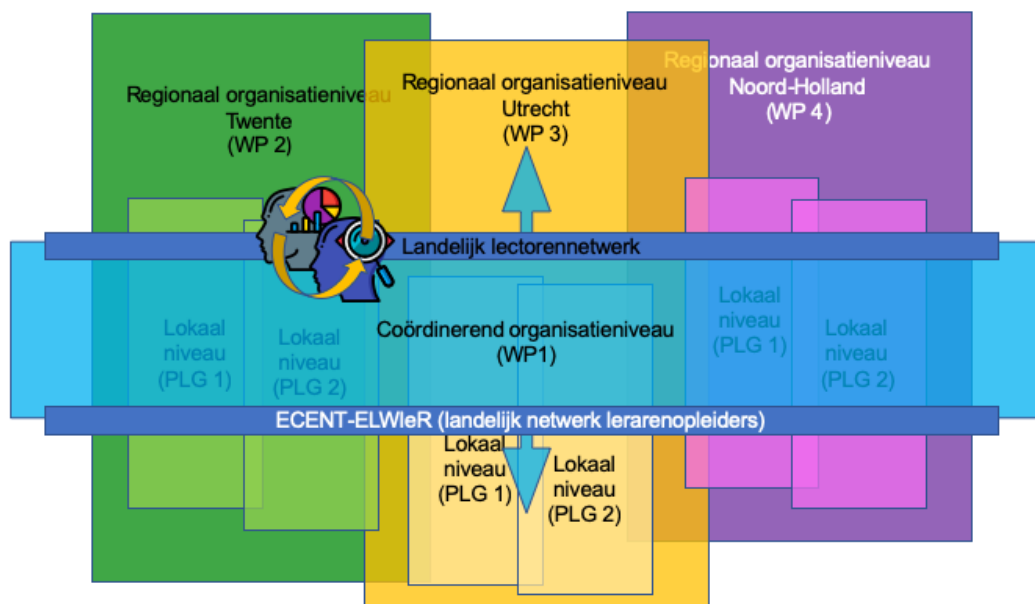 Regionaal organisatieniveau
Twente
(WP 2)
Regionaal organisatieniveau
Utrecht
(WP 3)
Regionaal organisatieniveau
Noord-Holland
(WP 4)
Landelijk lectorennetwerk
Lokaal
niveau
(PLG 1)
Lokaal
niveau
(PLG 2)
Coördinerend organisatieniveau
(WP1)
Lokaal
niveau
(PLG 1)
Lokaal
niveau
(PLG 2)
ECENT-ELWIeR (landelijk netwerk lerarenopleiders)
Lokaal
niveau
(PLG 1)
Lokaal
niveau
(PLG 2)